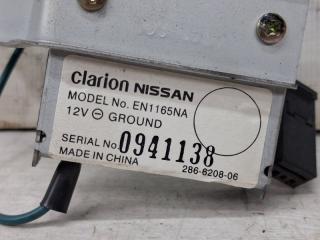 clarion NISSAN
MODEL No. EN1165NA
12V ⊖ GROUND
SERIAL No. 0941138
MADE IN CHINA
286-6208-06